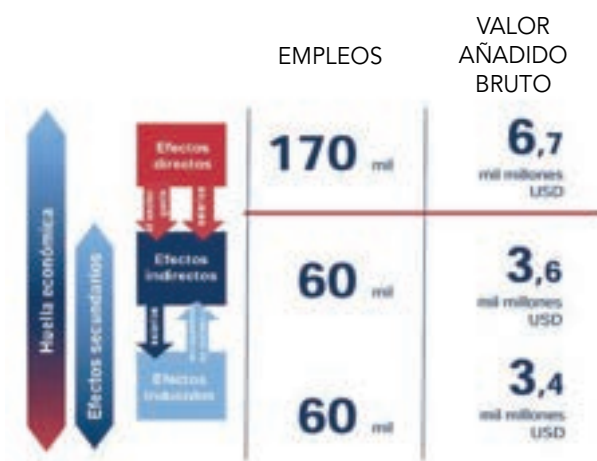 EMPLEOS
VALOR
AÑADIDO
BRUTO
Huella económica
Efectos secundarios
Efectos
directos
170 mil
6,7
mil millones
USD
Efectos
indirectos
60 mil
3,6
mil millones
USD
Efectos
inducidos
60 mil
3,4
mil millones
USD